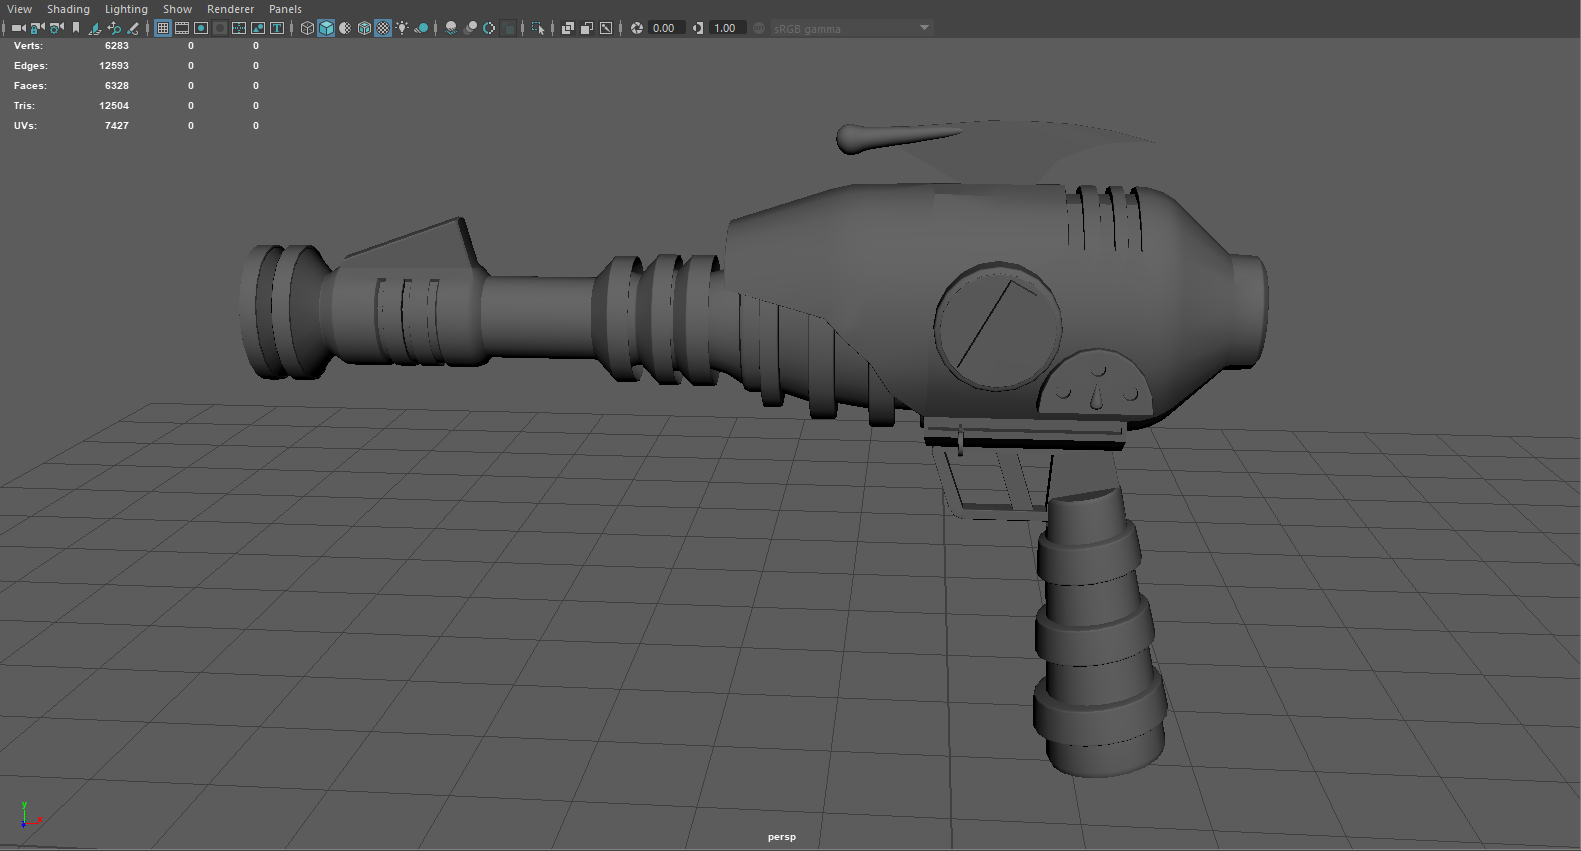 View Shading Lighting Show Renderer Panels
0.00 1.00 sRGB gamma
Verts: 6283 0 0
Edges: 12593 0 0
Faces: 6328 0 0
Tris: 12504 0 0
UVs: 7427 0 0
y
x
persp